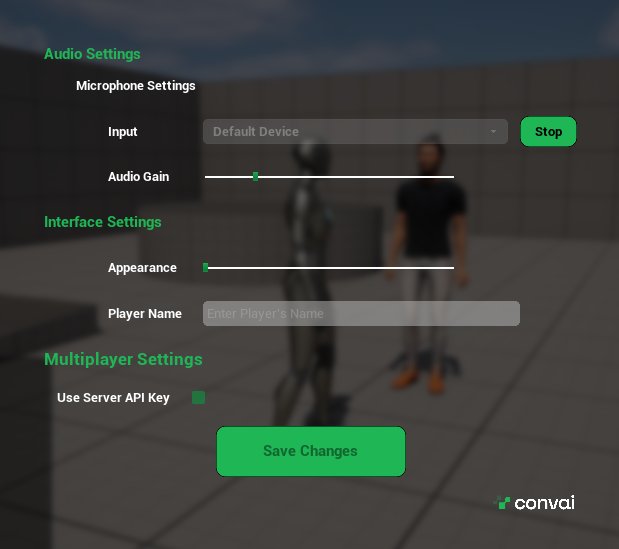 Audio Settings
Microphone Settings
Input
Default Device
Stop
Audio Gain
Interface Settings
Appearance
Player Name
Enter Player's Name
Multiplayer Settings
Use Server API Key
Save Changes
convai